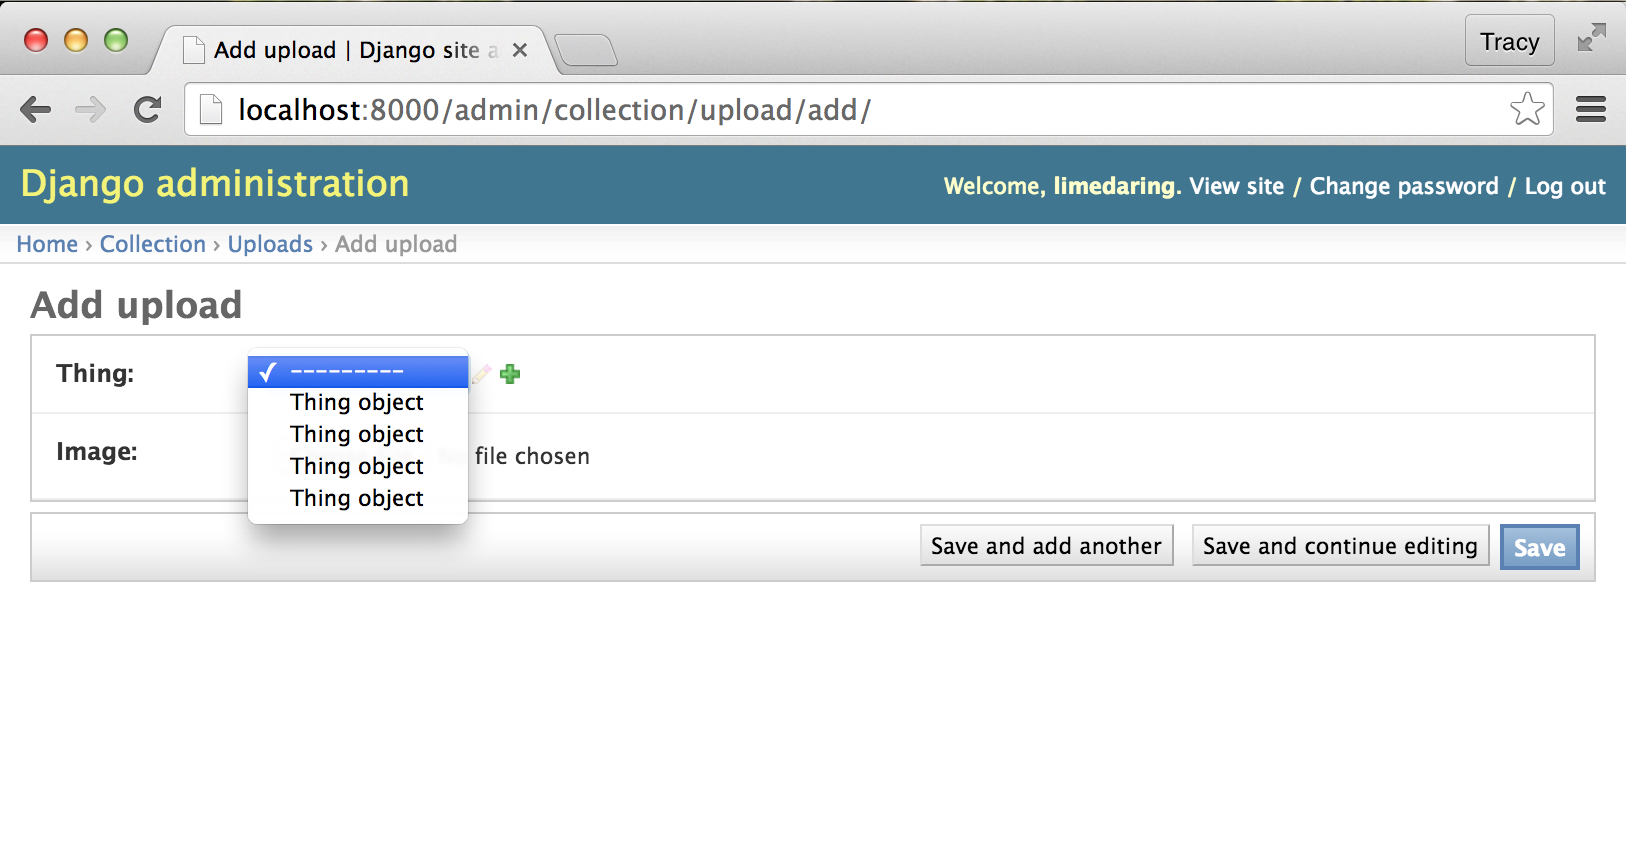 Add upload | Django site a
Tracy
localhost:8000/admin/collection/upload/add/
Django administration
Welcome, limedaring. View site / Change password / Log out
Home › Collection › Uploads › Add upload
Add upload
Thing:
✓ ---------
Thing object
Thing object
Thing object
Thing object
Image:
file chosen
Save and add another
Save and continue editing
Save